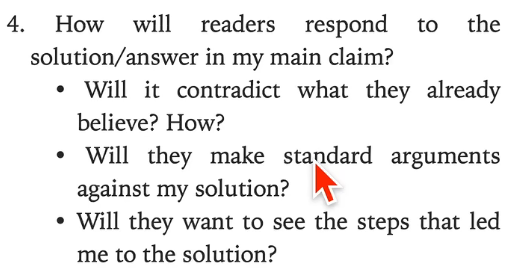 4. How will readers respond to the
solution/answer in my main claim?
• Will it contradict what they already
believe? How?
• Will they make standard arguments
against my solution?
• Will they want to see the steps that led
me to the solution?